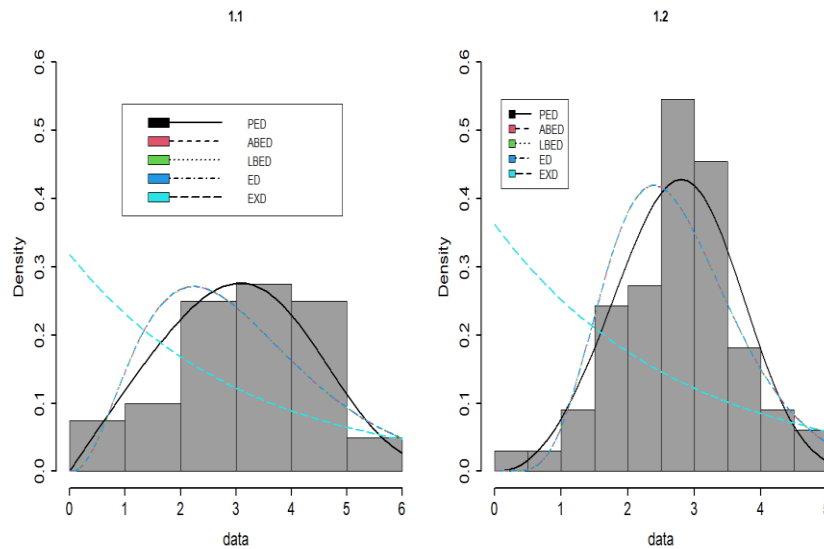 1.1
0.6
0.5
0.4
0.3
0.2
0.1
0.0
Density
PED
ABED
LBED
ED
EXD
0 1 2 3 4 5 6
data
1.2
0.6
0.5
0.4
0.3
0.2
0.1
0.0
Density
PED
ABED
LBED
ED
EXD
0 1 2 3 4
data